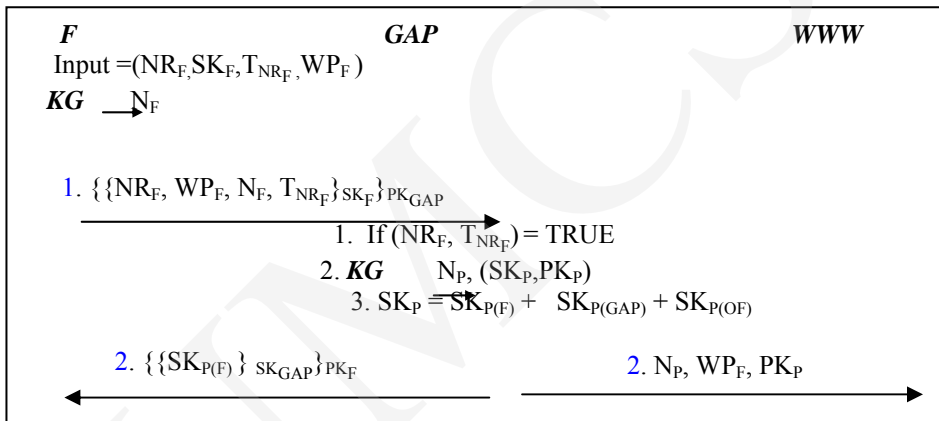 F GAP WWW
Input =(NR_F,SK_F,T_NR_F ,WP_F )
KG N_F
1. {{NR_F, WP_F, N_F, T_NR_F}SK_F}PK_GAP
1. If (NR_F, T_NR_F) = TRUE
2. KG N_P, (SK_P,PK_P)
3. SK_P = SK_P(F) + SK_P(GAP) + SK_P(OF)
2. {{SK_P(F) } SK_GAP}PK_F 2. N_P, WP_F, PK_P
UMCS